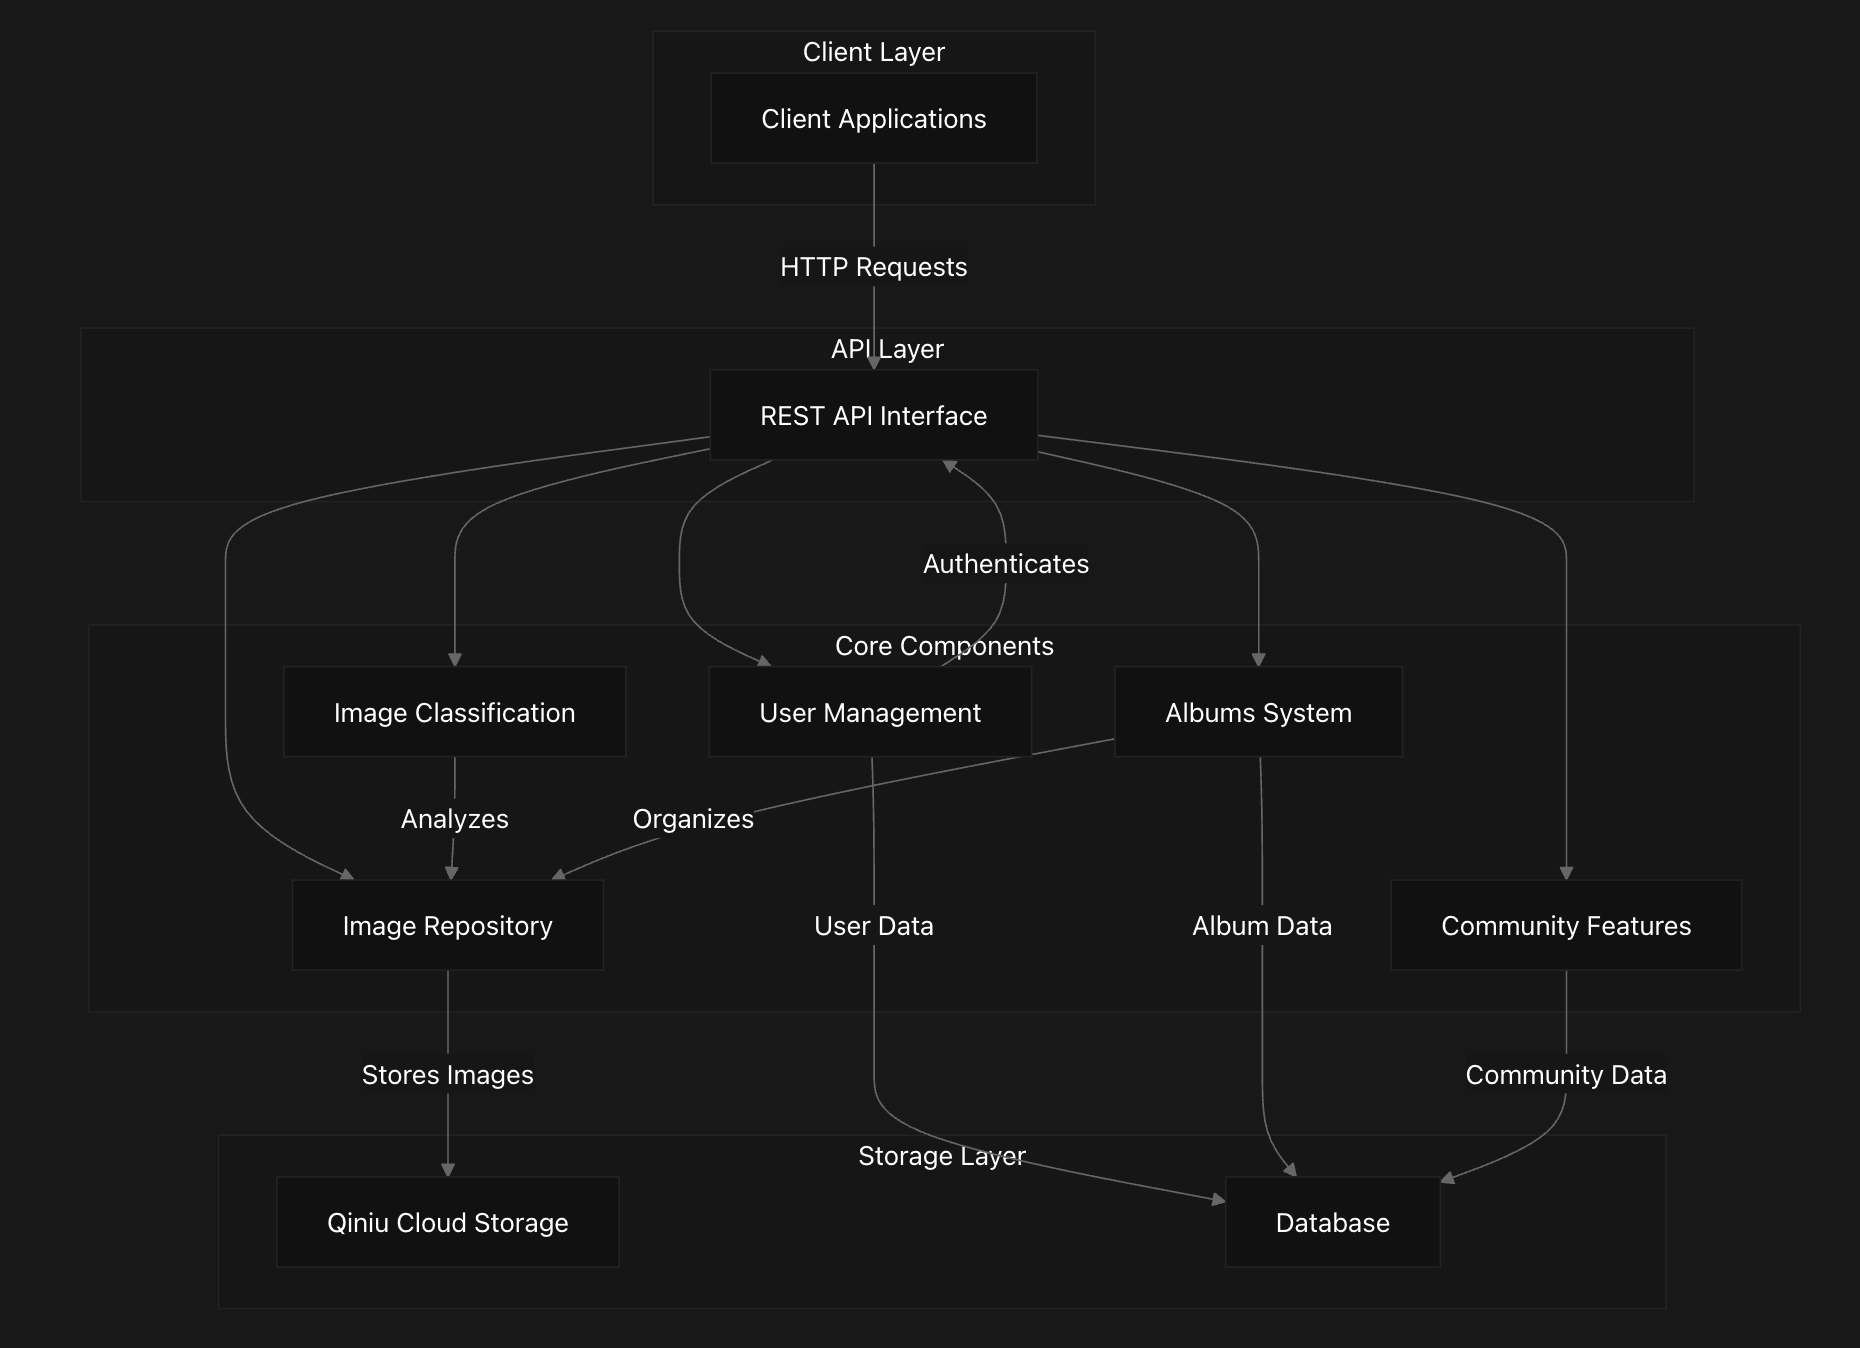 Client Layer
Client Applications
HTTP Requests
API Layer
REST API Interface
Authenticates
Core Components
Image Classification
User Management
Albums System
Analyzes
Organizes
Image Repository
User Data
Album Data
Community Features
Stores Images
Community Data
Storage Layer
Qiniu Cloud Storage
Database